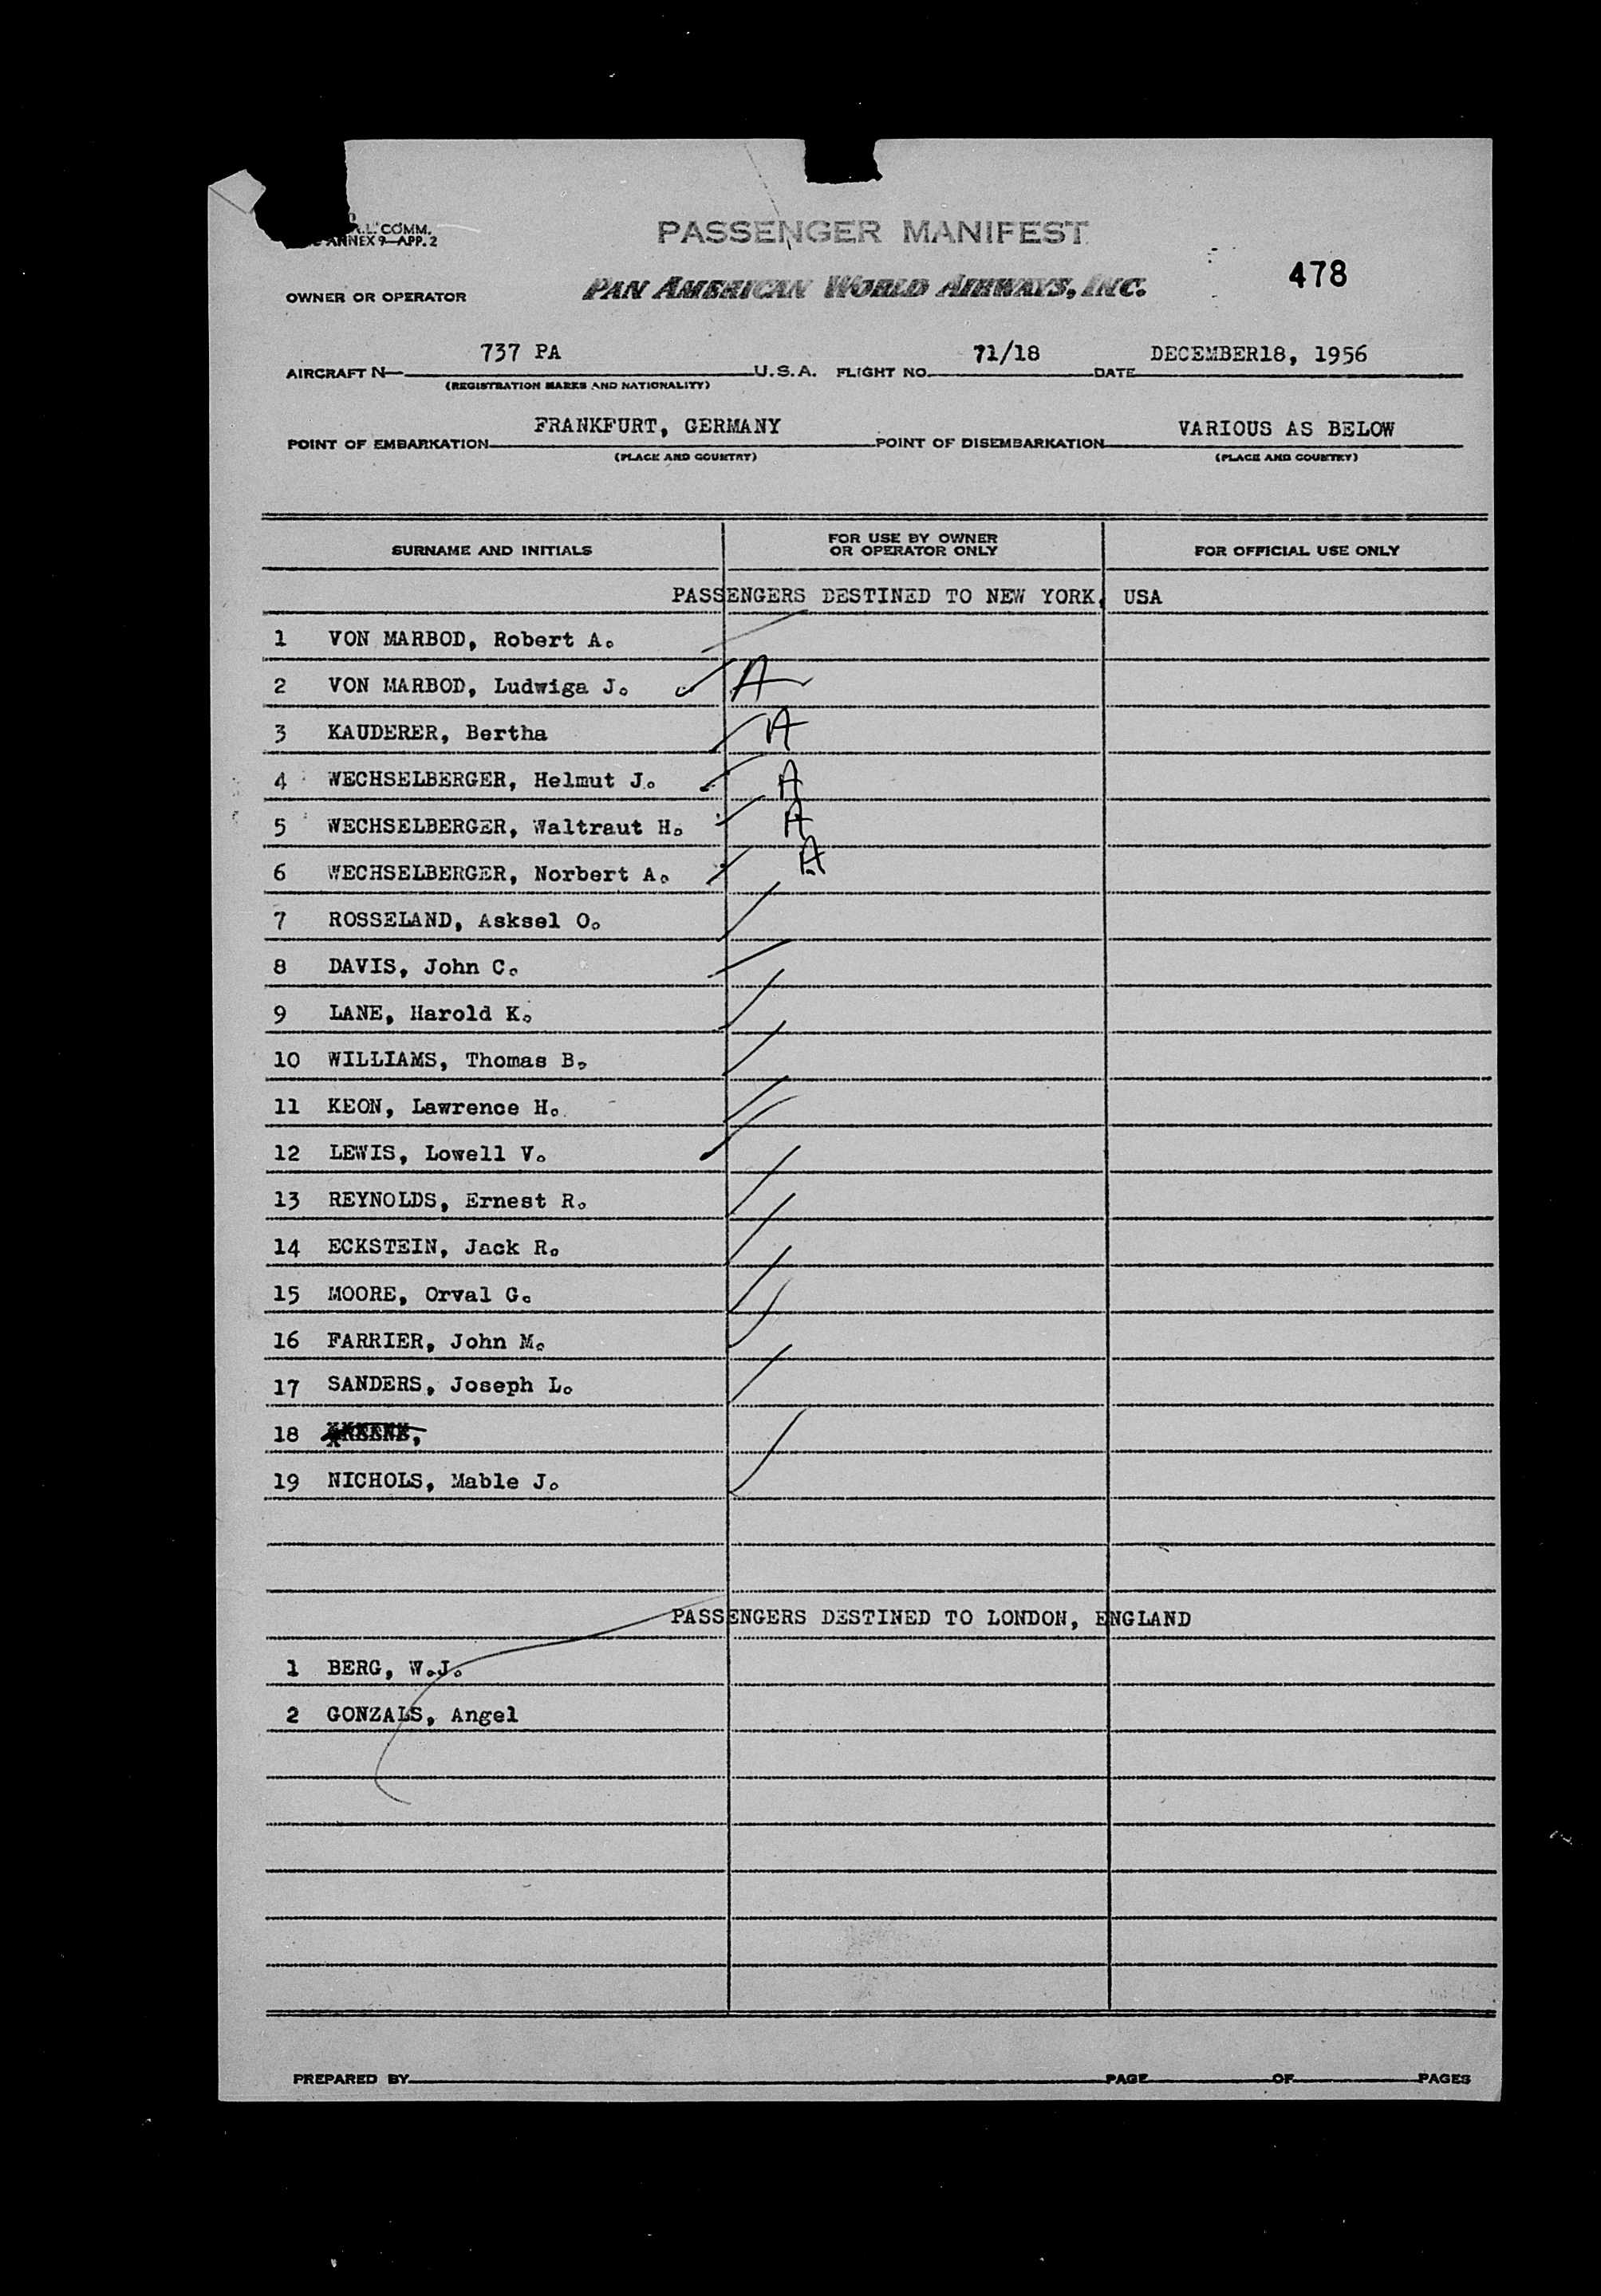 A.L. COMM.
ANNEX 9—APP. 2
PASSENGER MANIFEST
478
OWNER OR OPERATOR PAN AMERICAN WORLD AIRWAYS, INC.
AIRCRAFT N— 737 PA U.S.A. FLIGHT NO. 71/18 DATE DECEMBER18, 1956
(REGISTRATION MARKS AND NATIONALITY)
POINT OF EMBARKATION FRANKFURT, GERMANY POINT OF DISEMBARKATION VARIOUS AS BELOW
(PLACE AND COUNTRY) (PLACE AND COUNTRY)
SURNAME AND INITIALS FOR USE BY OWNER OR OPERATOR ONLY FOR OFFICIAL USE ONLY
PASSENGERS DESTINED TO NEW YORK, USA
1 VON MARBOD, Robert A.
2 VON MARBOD, Ludwiga J. A
3 KAUDERER, Bertha A
4 WECHSELBERGER, Helmut J. A
5 WECHSELBERGER, Waltraut H. A
6 WECHSELBERGER, Norbert A. A
7 ROSSELAND, Asksel O.
8 DAVIS, John C.
9 LANE, Harold K.
10 WILLIAMS, Thomas B.
11 KEON, Lawrence H.
12 LEWIS, Lowell V.
13 REYNOLDS, Ernest R.
14 ECKSTEIN, Jack R.
15 MOORE, Orval G.
16 FARRIER, John M.
17 SANDERS, Joseph L.
18
19 NICHOLS, Mable J.
PASSENGERS DESTINED TO LONDON, ENGLAND
1 BERG, W.J.
2 GONZALS, Angel
PREPARED BY PAGE OF PAGES